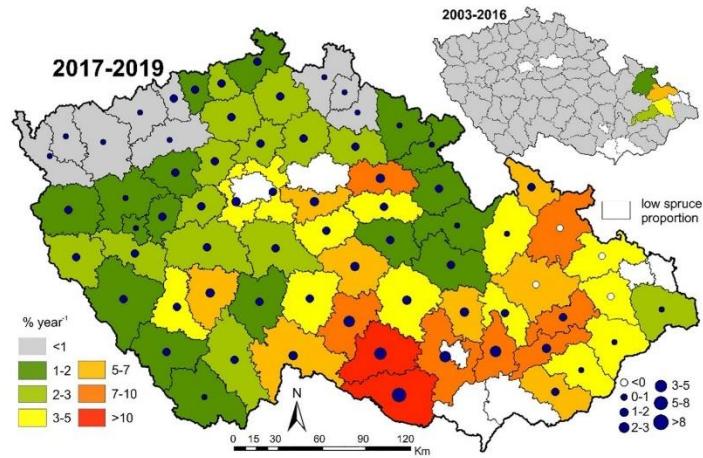 2003-2016
2017-2019
low spruce
proportion
% year-1
<1
1-2
2-3
3-5
5-7
7-10
>10
N
0 15 30 60 90 120
Km
<0
0-1
1-2
2-3
3-5
5-8
>8